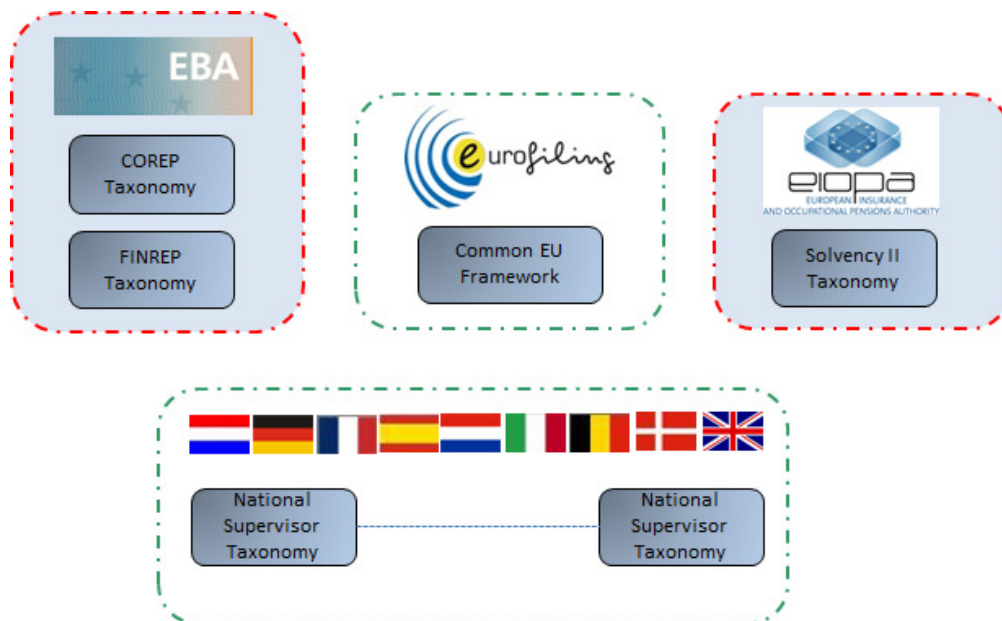 EBA
COREP
Taxonomy
FINREP
Taxonomy
eurofiling
Common EU
Framework
eiopa
EUROPEAN INSURANCE
AND OCCUPATIONAL PENSIONS AUTHORITY
Solvency II
Taxonomy
National
Supervisor
Taxonomy
National
Supervisor
Taxonomy